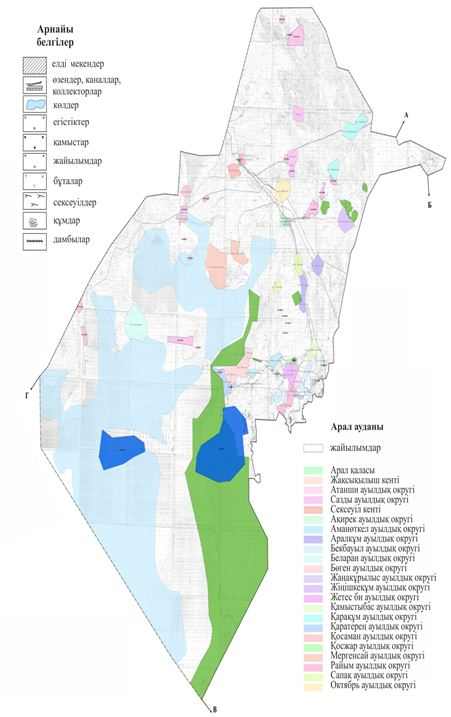 Арнайы
белгілер
елді мекендер
өзендер, каналдар,
коллекторлар
көлдер
егістіктер
қамыстар
жайылымдар
бұталар
сексеуілдер
құмдар
дамбылар
А
Б
Г
В
Арал ауданы
жайылымдар
Арал қаласы
Жақсықылыш кенті
Атанши ауылдық округі
Сазды ауылдық округі
Сексеуіл кенті
Ақирек ауылдық округі
Аманөткел ауылдық округі
Аралқұм ауылдық округі
Бекбауыл ауылдық округі
Беларан ауылдық округі
Бөген ауылдық округі
Жаңақұрылыс ауылдық округі
Жіңішкеқұм ауылдық округі
Жетес би ауылдық округі
Қамыстыбас ауылдық округі
Қарақұм ауылдық округі
Қаратерең ауылдық округі
Қосаман ауылдық округі
Қосжар ауылдық округі
Мергенсай ауылдық округі
Райым ауылдық округі
Сапақ ауылдық округі
Октябрь ауылдық округі